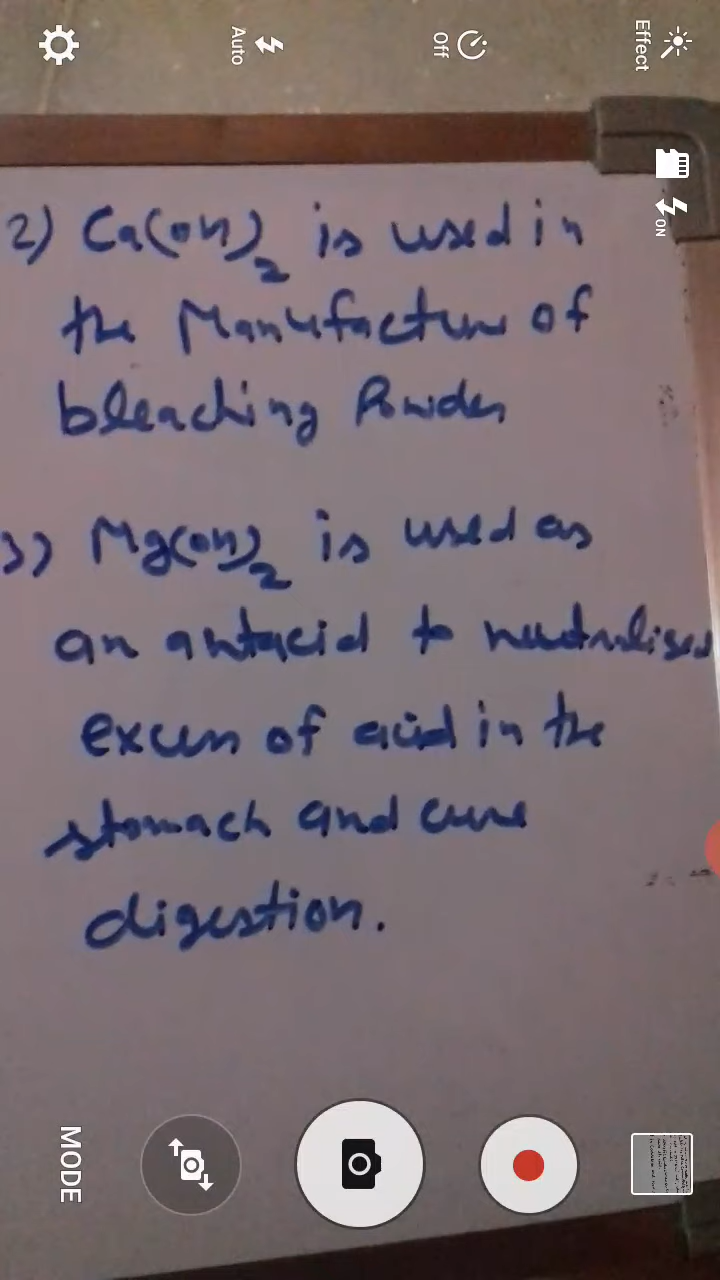 Effect
Off
Auto
ON
2) Ca(OH)2 is used in
the Manufacture of
bleaching Powder
3) Mg(OH)2 is used as
an antacid to neutralised
excess of acid in the
stomach and cure
digestion.
MODE